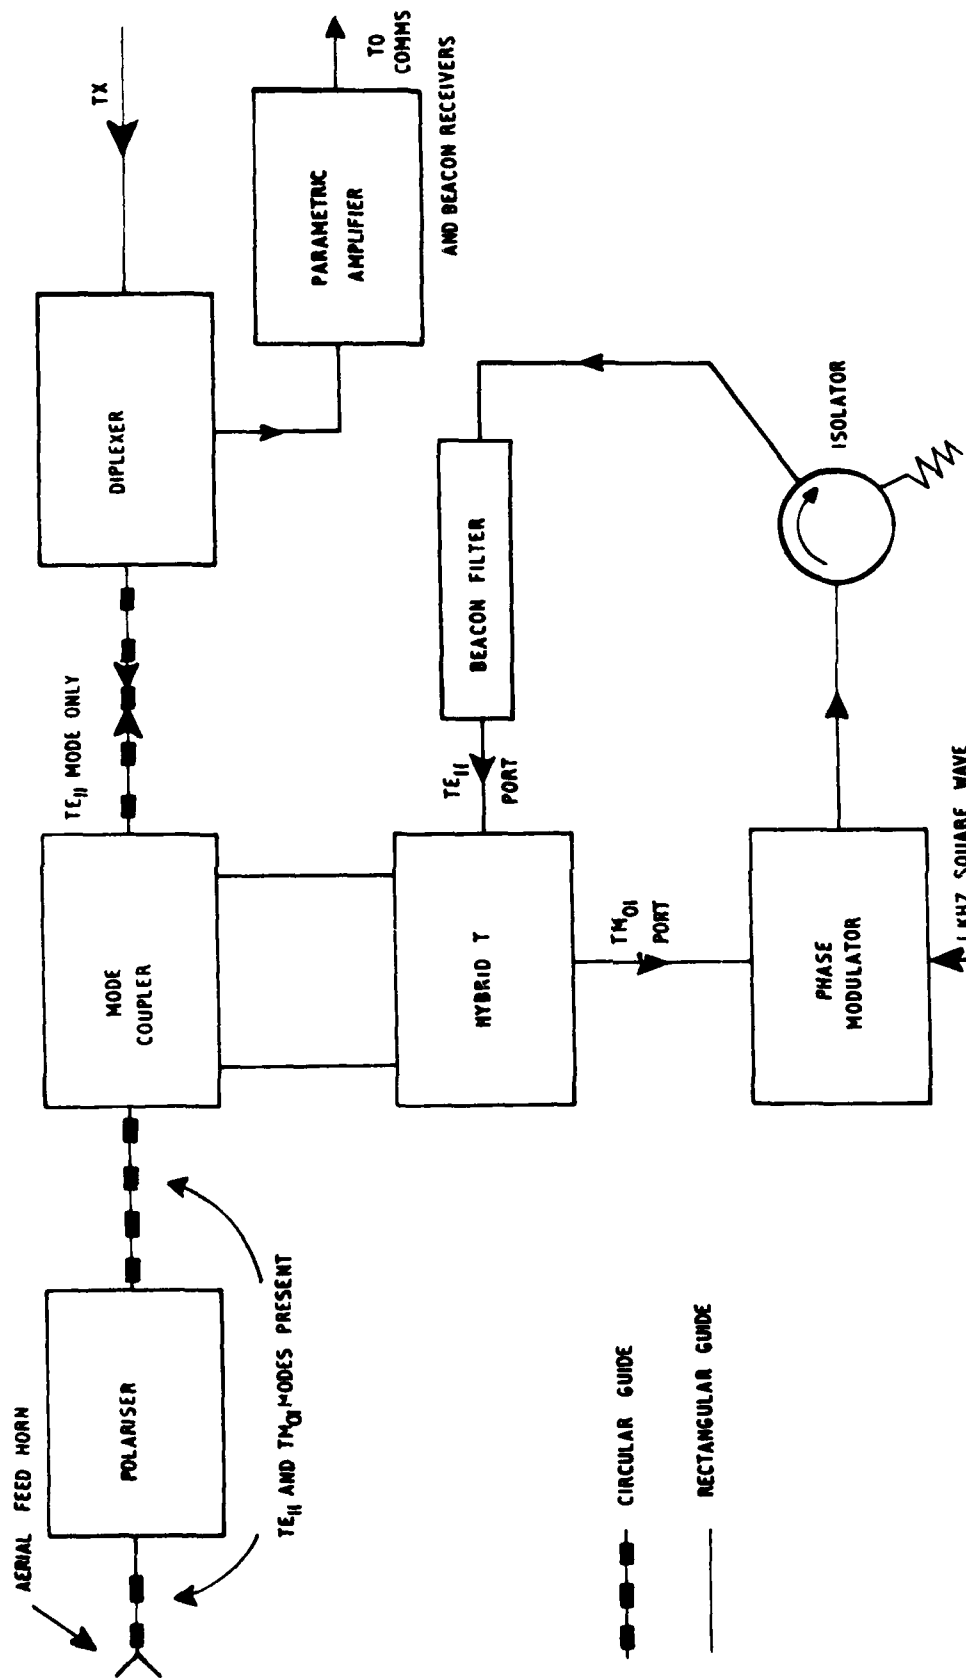 AERIAL FEED HORN
POLARISER
TE11 AND TM01 MODES PRESENT
MODE
COUPLER
TE11 MODE ONLY
DIPLEXER
TX
PARAMETRIC
AMPLIFIER
TO
COMMS
AND BEACON RECEIVERS
HYBRID T
TE11
PORT
BEACON FILTER
TM01
PORT
PHASE
MODULATOR
ISOLATOR
1 KHZ SQUARE WAVE
CIRCULAR GUIDE
RECTANGULAR GUIDE